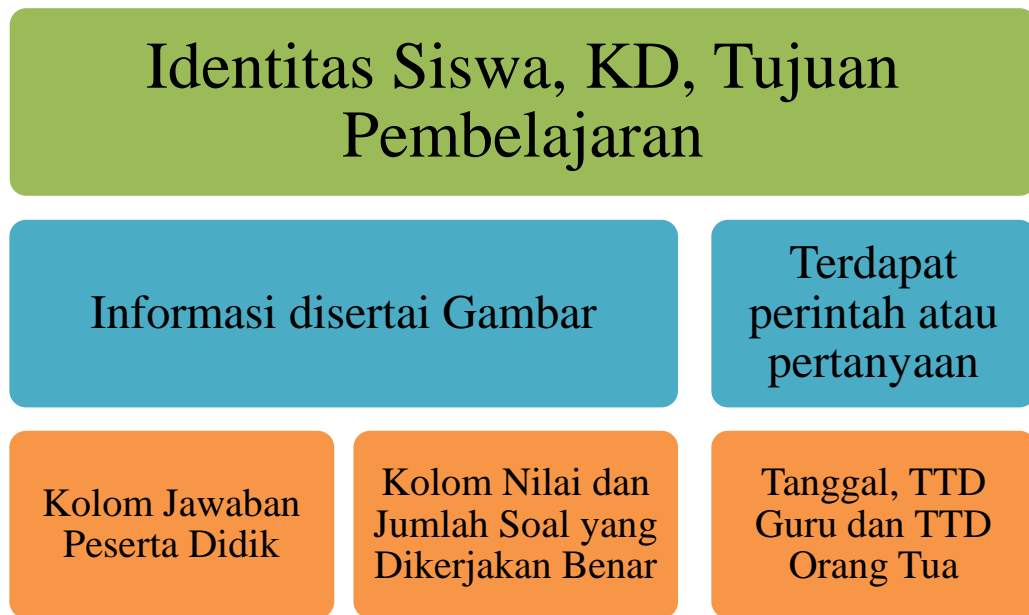 Identitas Siswa, KD, Tujuan
Pembelajaran
Informasi disertai Gambar
Terdapat
perintah atau
pertanyaan
Kolom Jawaban
Peserta Didik
Kolom Nilai dan
Jumlah Soal yang
Dikerjakan Benar
Tanggal, TTD
Guru dan TTD
Orang Tua